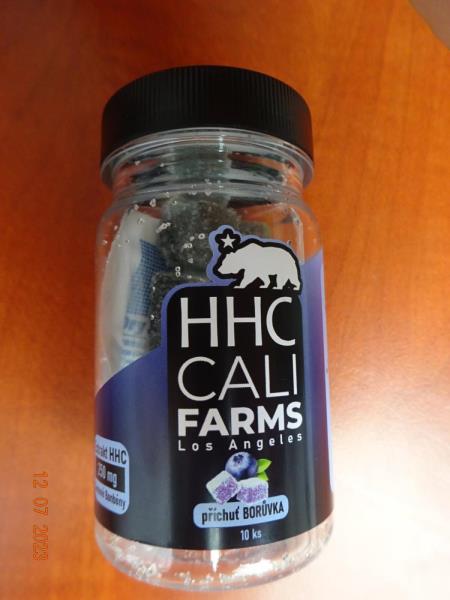 HHC
CALI
FARMS
Los Angeles
HHC
250 mg
příchuť BORŮVKA
10 ks
12 07 2023